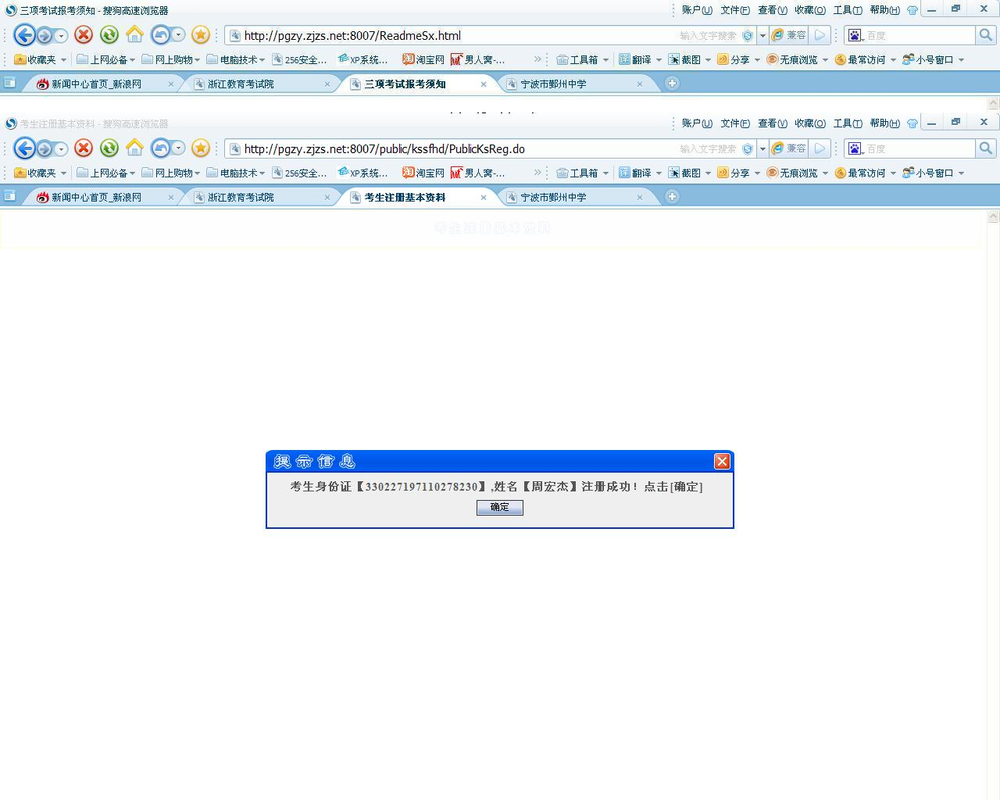 三项考试报考须知 - 搜狗高速浏览器
账户(U) 文件(F) 查看(V) 收藏(O) 工具(T) 帮助(H)
http://pgzy.zjzs.net:8007/ReadmeSx.html 输入文字搜索 兼容 百度
收藏夹 上网必备 网上购物 电脑技术 256安全... XP系统... 淘宝网 男人窝-... 工具箱 翻译 截图 分享 无痕浏览 最常访问 小号窗口
新闻中心首页_新浪网 浙江教育考试院 三项考试报考须知 宁波市鄞州中学
考生注册基本资料 - 搜狗高速浏览器
账户(U) 文件(F) 查看(V) 收藏(O) 工具(T) 帮助(H)
http://pgzy.zjzs.net:8007/public/kssfhd/PublicKsReg.do 输入文字搜索 兼容 百度
收藏夹 上网必备 网上购物 电脑技术 256安全... XP系统... 淘宝网 男人窝-... 工具箱 翻译 截图 分享 无痕浏览 最常访问 小号窗口
新闻中心首页_新浪网 浙江教育考试院 考生注册基本资料 宁波市鄞州中学
考生注册基本资料
提示信息
考生身份证【330227197110278230】,姓名【周宏杰】注册成功！点击[确定]
确定